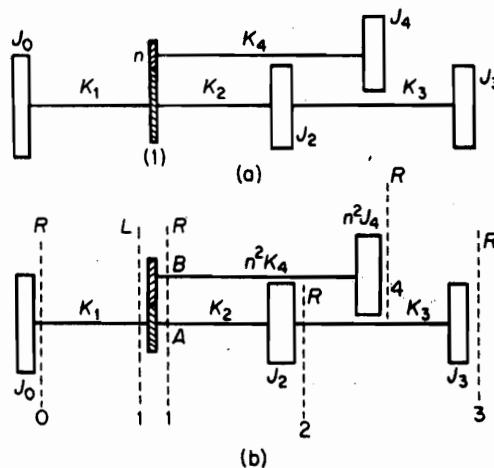 J₀ n K₄ J₄
K₁ K₂ K₃ J₃
(1) J₂
(a)
R L R R R
n²J₄
B n²K₄
R
K₁ A K₂ 4 K₃
J₀ J₂ J₃
0 1 1 2 3
(b)